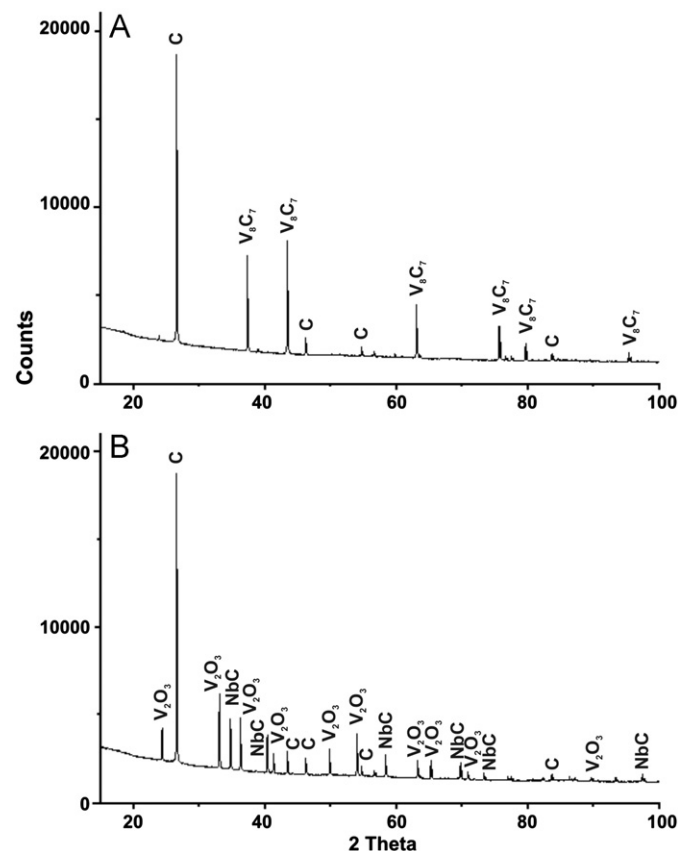 A
20000
C
V₈C₇
V₈C₇
10000
V₈C₇
V₈C₇
V₈C₇
C
C
C
V₈C₇
Counts
0
20
40
60
80
100
B
20000
C
10000
V₂O₃
V₂O₃
NbC
V₂O₃
NbC
V₂O₃
C
C
V₂O₃
V₂O₃
C
NbC
V₂O₃
V₂O₃
NbC
V₂O₃
NbC
C
V₂O₃
NbC
0
20
40
60
80
100
2 Theta